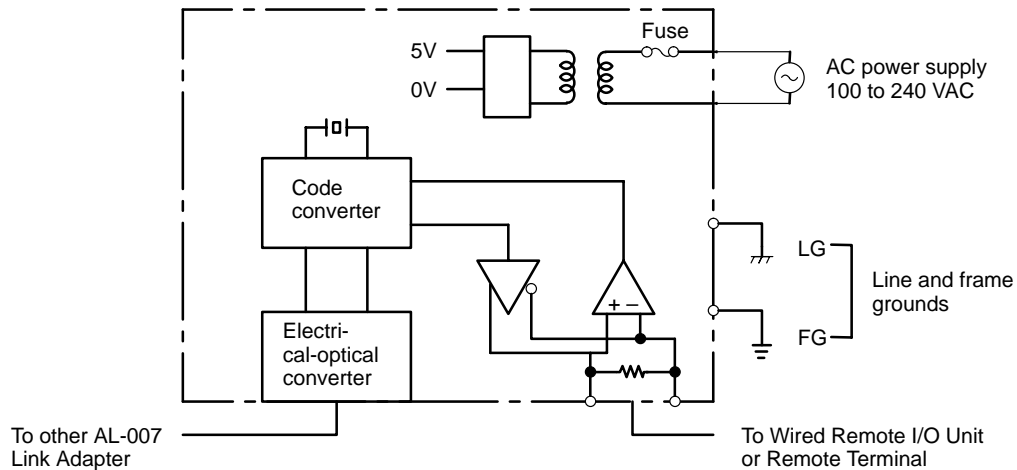 Fuse
5V
0V
AC power supply
100 to 240 VAC
Code
converter
+ −
LG
Line and frame
grounds
FG
Electri-
cal-optical
converter
To other AL-007
Link Adapter
To Wired Remote I/O Unit
or Remote Terminal